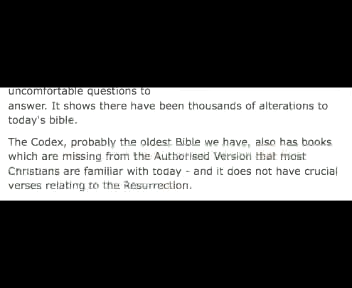 uncomfortable questions to
answer. It shows there have been thousands of alterations to
today's bible.
The Codex, probably the oldest Bible we have, also has books
which are missing from the Authorised Version that most
Christians are familiar with today - and it does not have crucial
verses relating to the Resurrection.